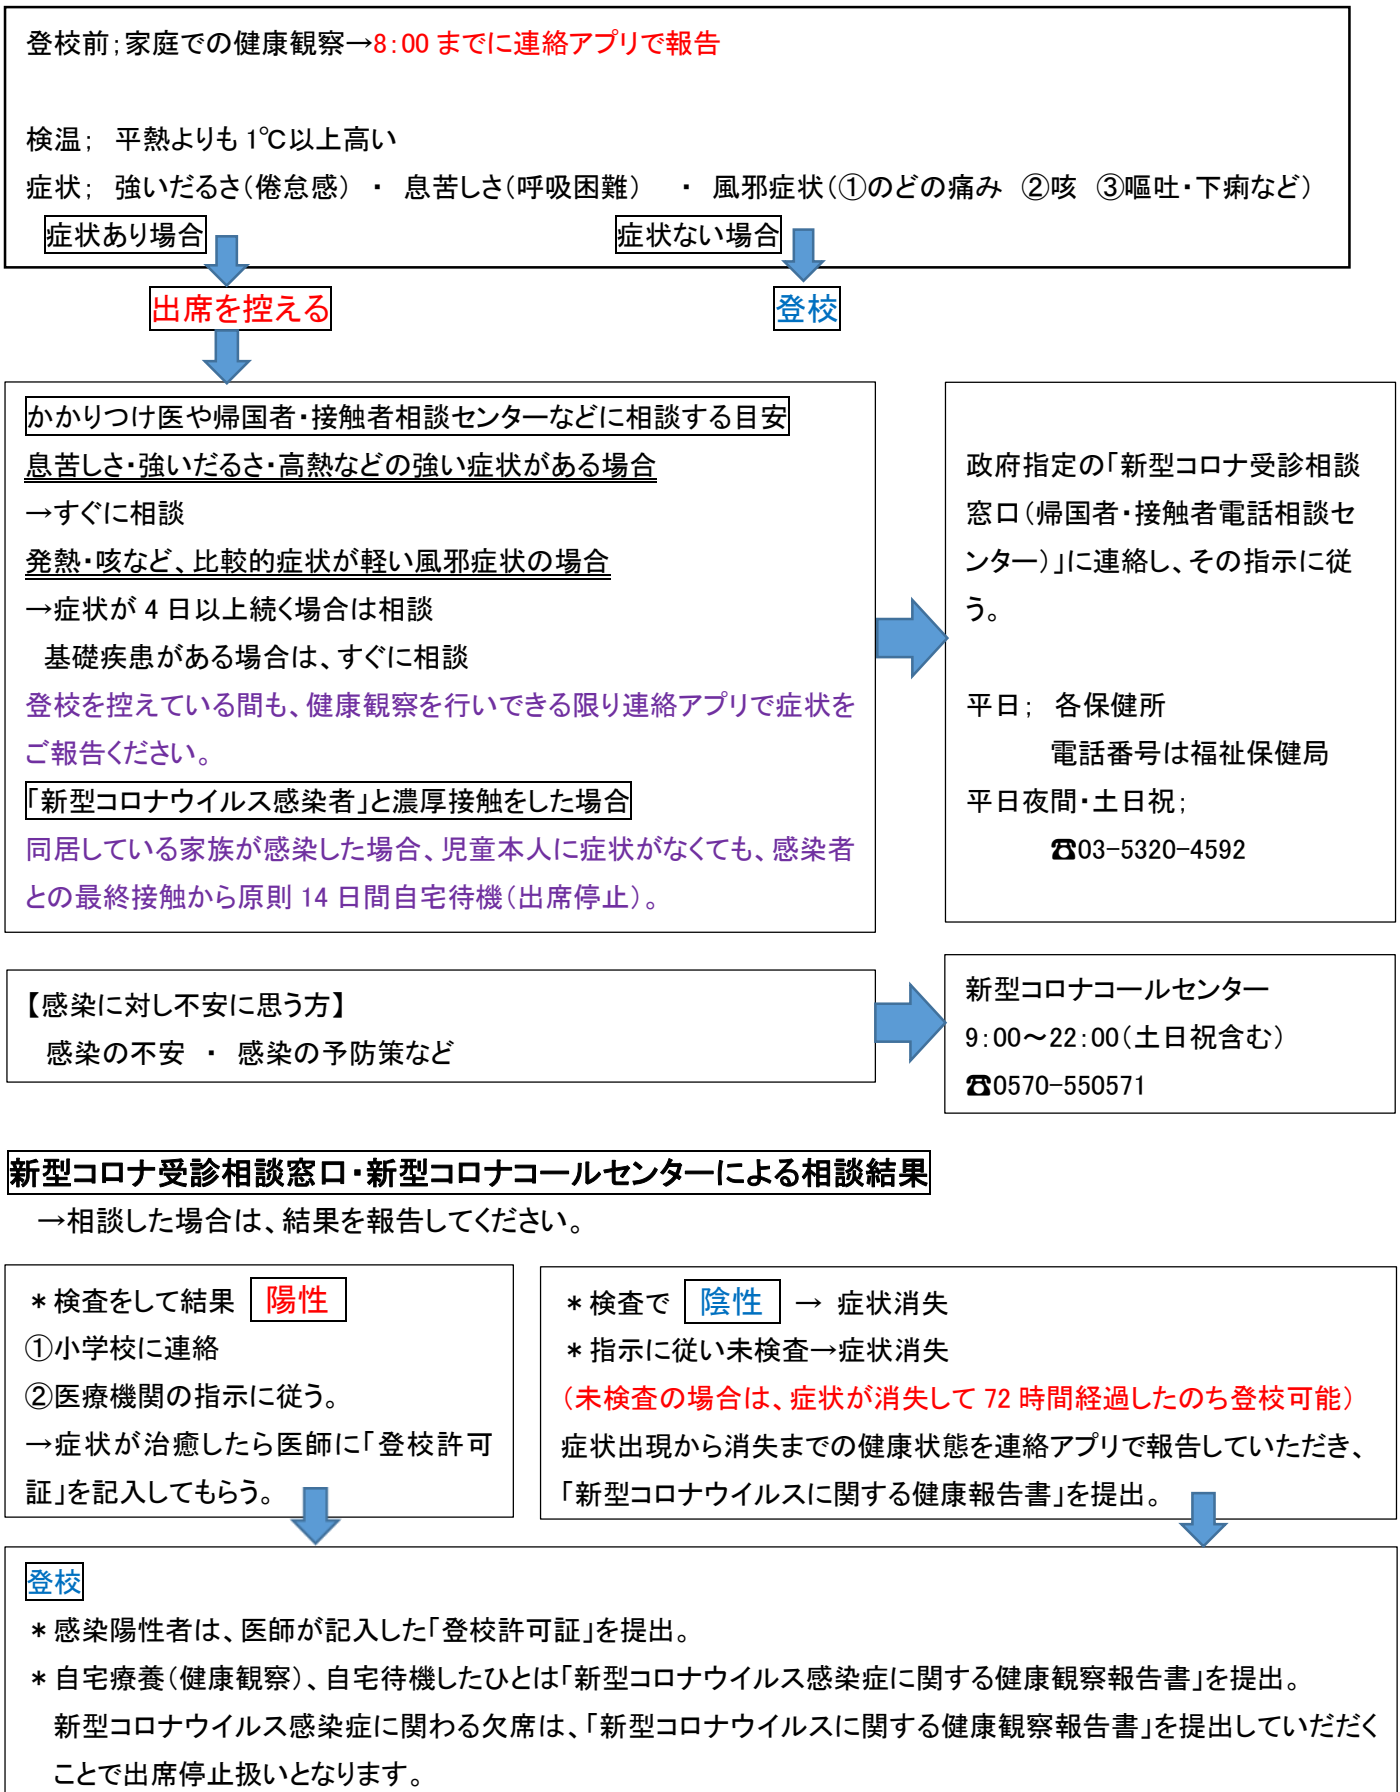 登校前；家庭での健康観察→8：00 までに連絡アプリで報告
検温；　平熱よりも 1℃以上高い
症状；　強いだるさ（倦怠感）　・　息苦しさ（呼吸困難）　・　風邪症状（①のどの痛み　②咳　③嘔吐・下痢など）
症状あり場合　症状ない場合
出席を控える　登校
かかりつけ医や帰国者・接触者相談センターなどに相談する目安
息苦しさ・強いだるさ・高熱などの強い症状がある場合
→すぐに相談
発熱・咳など、比較的症状が軽い風邪症状の場合
→症状が 4 日以上続く場合は相談
基礎疾患がある場合は、すぐに相談
登校を控えている間も、健康観察を行いできる限り連絡アプリで症状を
ご報告ください。
「新型コロナウイルス感染者」と濃厚接触をした場合
同居している家族が感染した場合、児童本人に症状がなくても、感染者
との最終接触から原則 14 日間自宅待機（出席停止）。
政府指定の「新型コロナ受診相談
窓口（帰国者・接触者電話相談セ
ンター）」に連絡し、その指示に従
う。
平日；　各保健所
電話番号は福祉保健局
平日夜間・土日祝；
☎03-5320-4592
【感染に対し不安に思う方】
感染の不安　・　感染の予防策など
新型コロナコールセンター
9：00～22：00（土日祝含む）
☎0570-550571
新型コロナ受診相談窓口・新型コロナコールセンターによる相談結果
→相談した場合は、結果を報告してください。
＊検査をして結果　陽性
①小学校に連絡
②医療機関の指示に従う。
→症状が治癒したら医師に「登校許可
証」を記入してもらう。
＊検査で　陰性　→　症状消失
＊指示に従い未検査→症状消失
（未検査の場合は、症状が消失して 72 時間経過したのち登校可能）
症状出現から消失までの健康状態を連絡アプリで報告していただき、
「新型コロナウイルスに関する健康報告書」を提出。
登校
＊感染陽性者は、医師が記入した「登校許可証」を提出。
＊自宅療養（健康観察）、自宅待機したひとは「新型コロナウイルス感染症に関する健康観察報告書」を提出。
新型コロナウイルス感染症に関わる欠席は、「新型コロナウイルスに関する健康観察報告書」を提出していだだく
ことで出席停止扱いとなります。